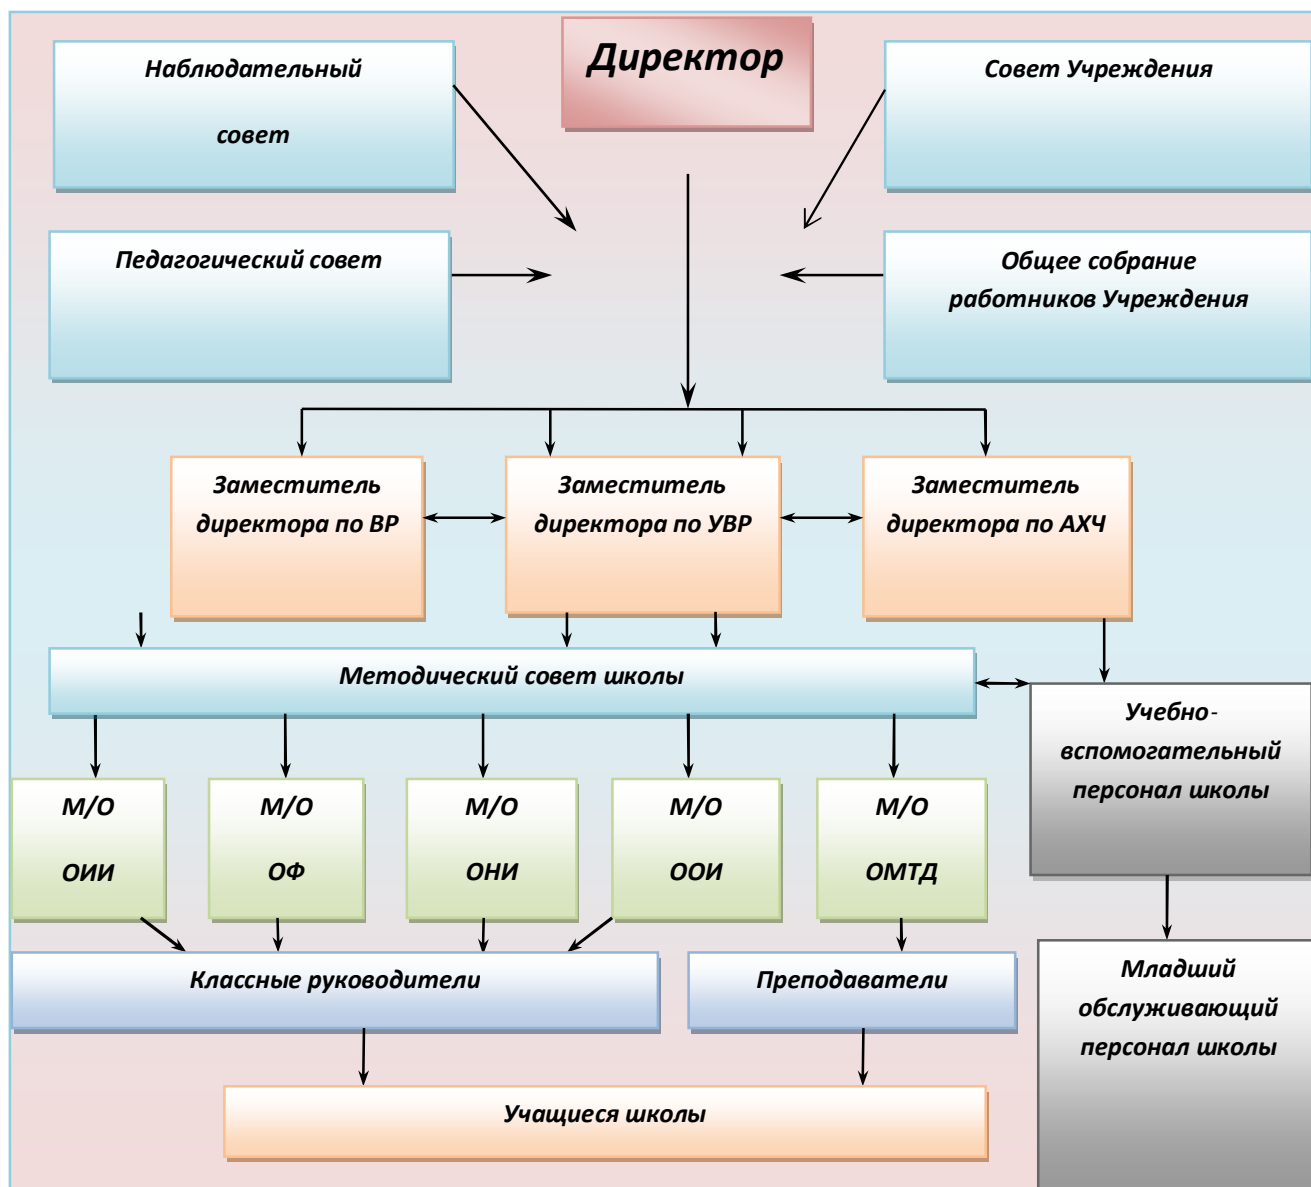 Директор
Наблюдательный
совет
Совет Учреждения
Педагогический совет
Общее собрание
работников Учреждения
Заместитель
директора по ВР
Заместитель
директора по УВР
Заместитель
директора по АХЧ
Методический совет школы
Учебно-
вспомогательный
персонал школы
М/О
ОИИ
М/О
ОФ
М/О
ОНИ
М/О
ООИ
М/О
ОМТД
Классные руководители
Преподаватели
Младший
обслуживающий
персонал школы
Учащиеся школы